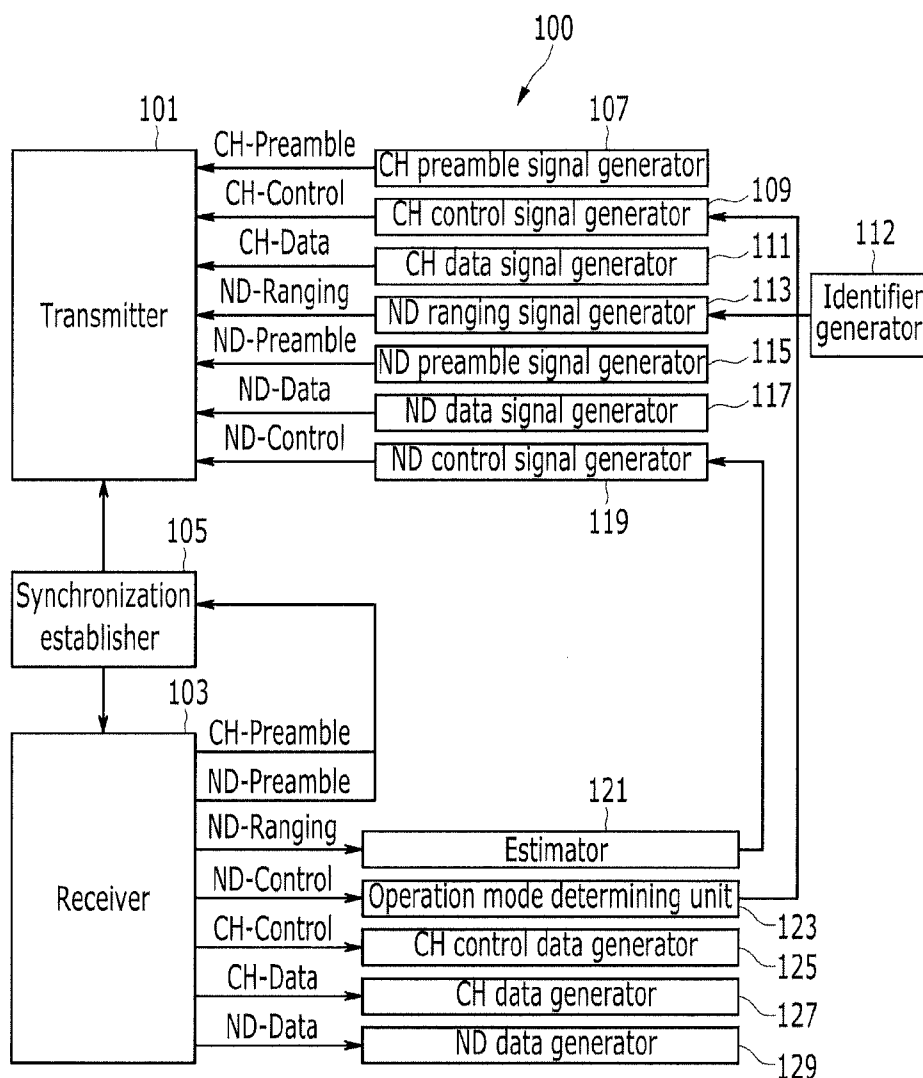 100
101
107
CH-Preamble
CH preamble signal generator
109
CH-Control
CH control signal generator
111
112
CH-Data
CH data signal generator
113
Transmitter
ND-Ranging
ND ranging signal generator
Identifier
generator
ND-Preamble
ND preamble signal generator
115
ND-Data
ND data signal generator
117
ND-Control
ND control signal generator
119
105
Synchronization
establisher
103
CH-Preamble
ND-Preamble
121
ND-Ranging
Estimator
Receiver
ND-Control
Operation mode determining unit
123
CH-Control
CH control data generator
125
CH-Data
CH data generator
127
ND-Data
ND data generator
129